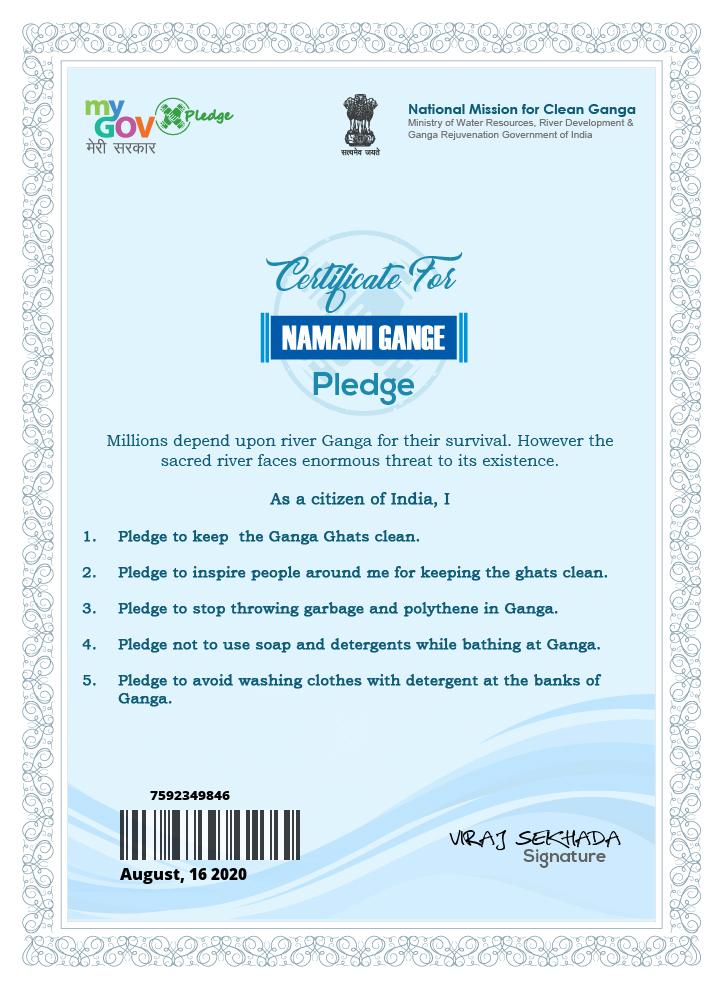 my
GOV
मेरी सरकार
Pledge
सत्यमेव जयते
National Mission for Clean Ganga
Ministry of Water Resources, River Development &
Ganga Rejuvenation Government of India
Certificate For
NAMAMI GANGE
Pledge
Millions depend upon river Ganga for their survival. However the
sacred river faces enormous threat to its existence.
As a citizen of India, I
1. Pledge to keep the Ganga Ghats clean.
2. Pledge to inspire people around me for keeping the ghats clean.
3. Pledge to stop throwing garbage and polythene in Ganga.
4. Pledge not to use soap and detergents while bathing at Ganga.
5. Pledge to avoid washing clothes with detergent at the banks of
Ganga.
7592349846
August, 16 2020
VIRAJ SEKHADA
Signature